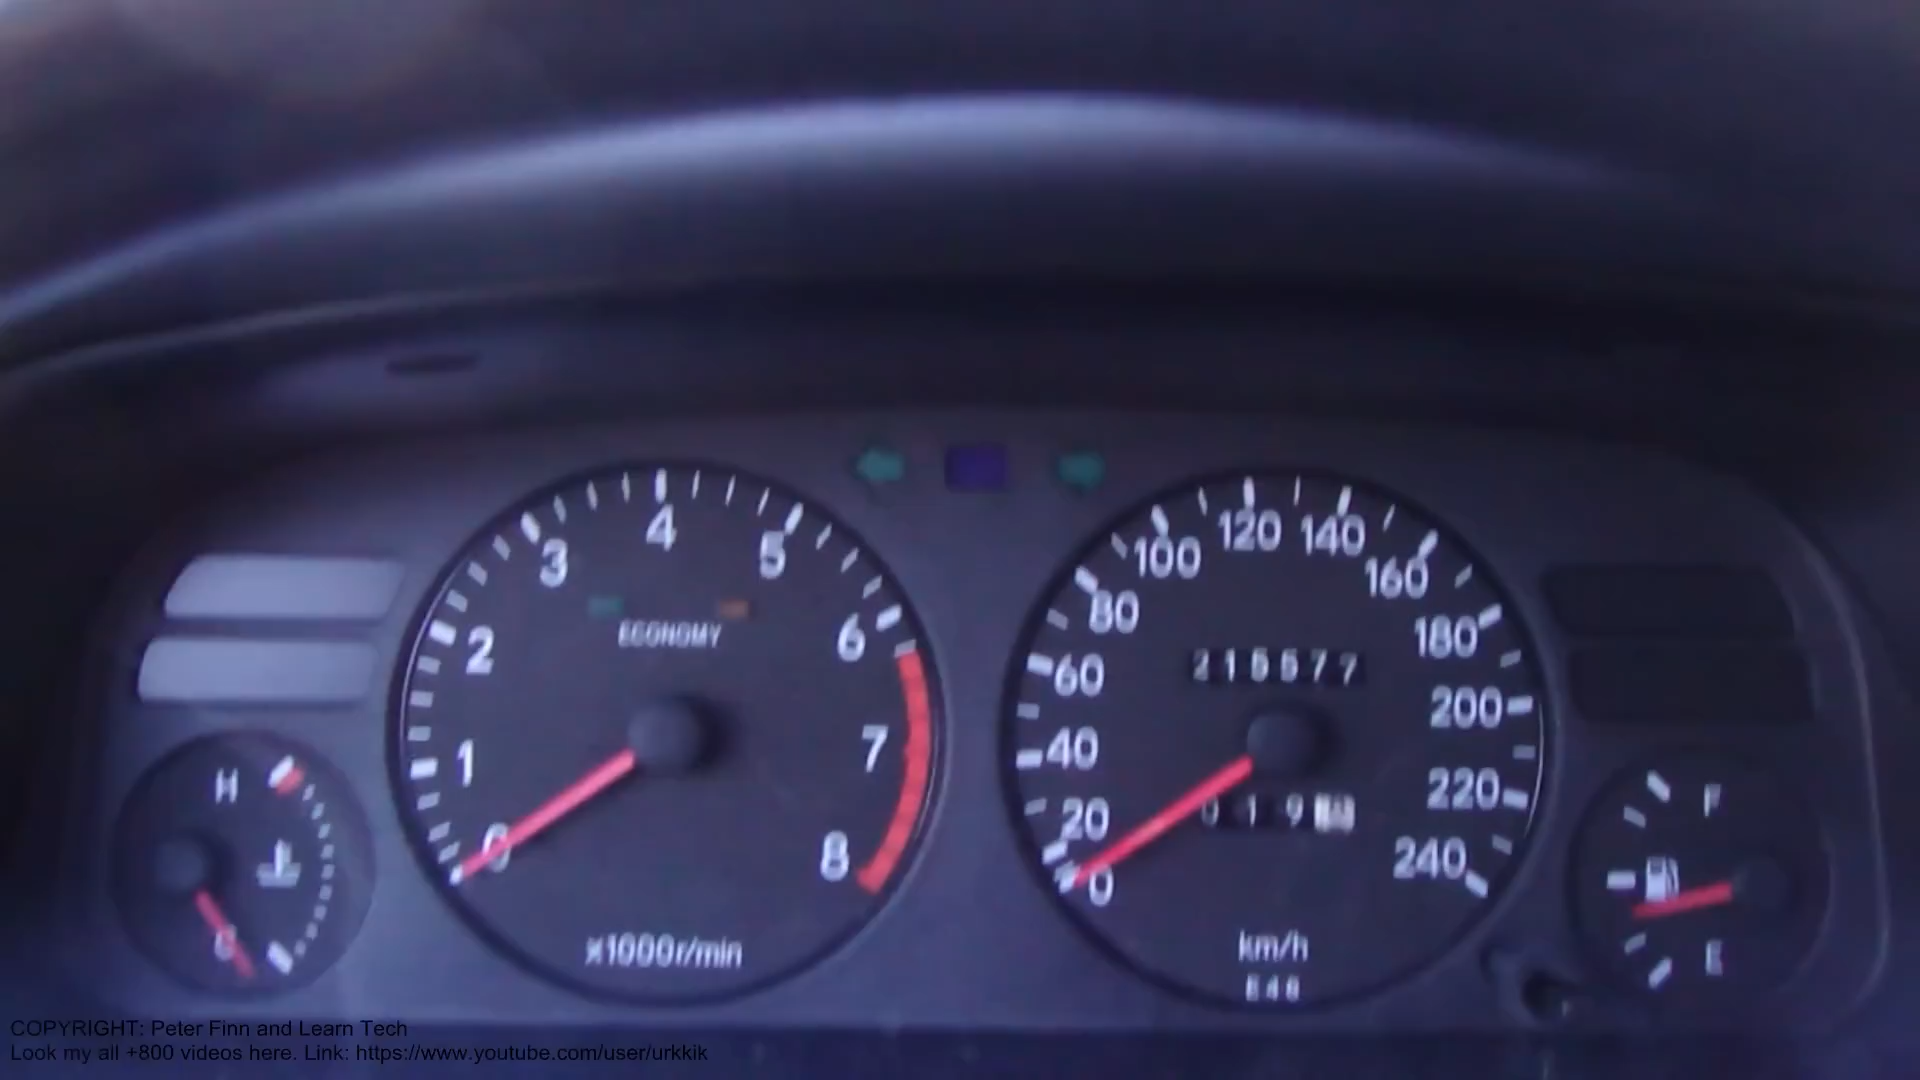 4
3 5
ECONOMY
2 6
1 7
0 8
x1000r/min
H
C
120 140
100 160
80 180
215577
60 200
40 220
20 019
0 240
km/h
E48
F
E
COPYRIGHT: Peter Finn and Learn Tech
Look my all +800 videos here. Link: https://www.youtube.com/user/urkkik